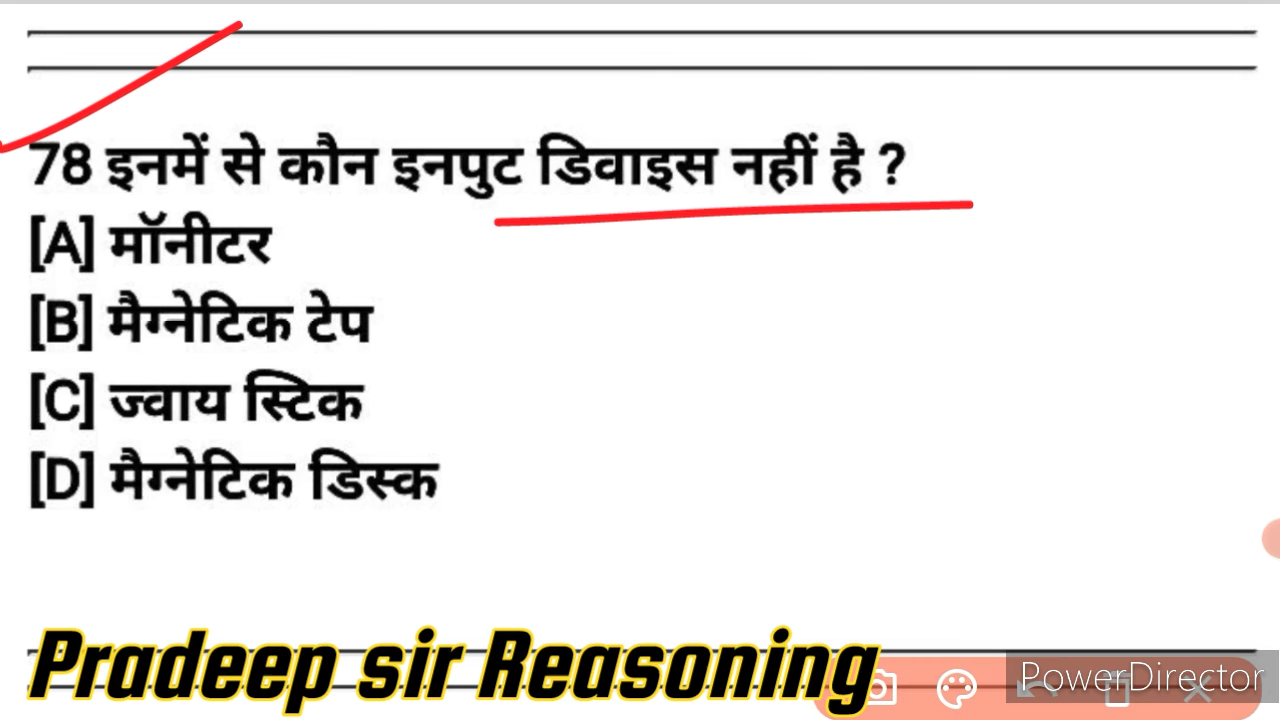 78 इनमें से कौन इनपुट डिवाइस नहीं है ?
[A] मॉनीटर
[B] मैग्नेटिक टेप
[C] ज्वाय स्टिक
[D] मैग्नेटिक डिस्क
Pradeep sir Reasoning
PowerDirector